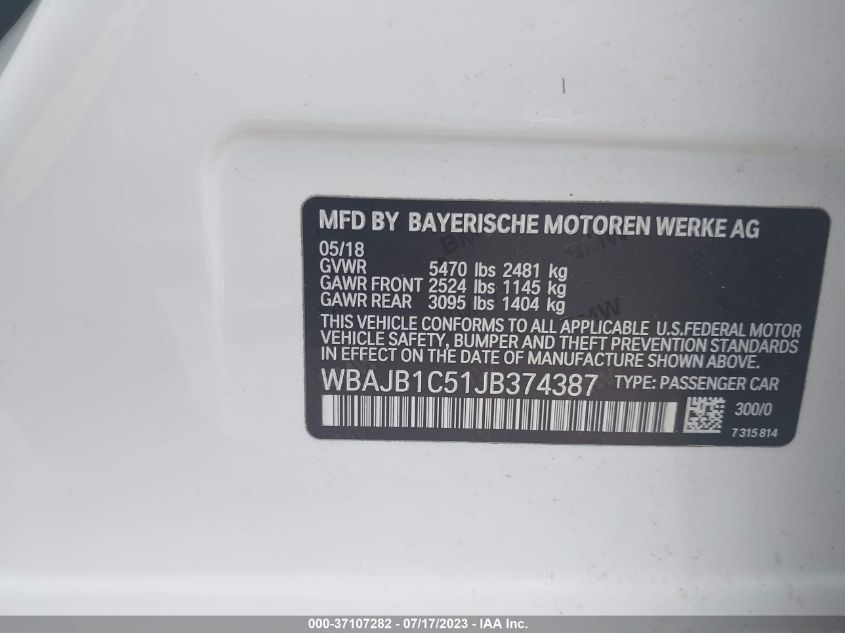 MFD BY BAYERISCHE MOTOREN WERKE AG
05/18
GVWR 5470 lbs 2481 kg
GAWR FRONT 2524 lbs 1145 kg
GAWR REAR 3095 lbs 1404 kg
THIS VEHICLE CONFORMS TO ALL APPLICABLE U.S.FEDERAL MOTOR
VEHICLE SAFETY, BUMPER AND THEFT PREVENTION STANDARDS
IN EFFECT ON THE DATE OF MANUFACTURE SHOWN ABOVE.
WBAJB1C51JB374387 TYPE: PASSENGER CAR
300/0
7315814
000-37107282 - 07/17/2023 - IAA Inc.